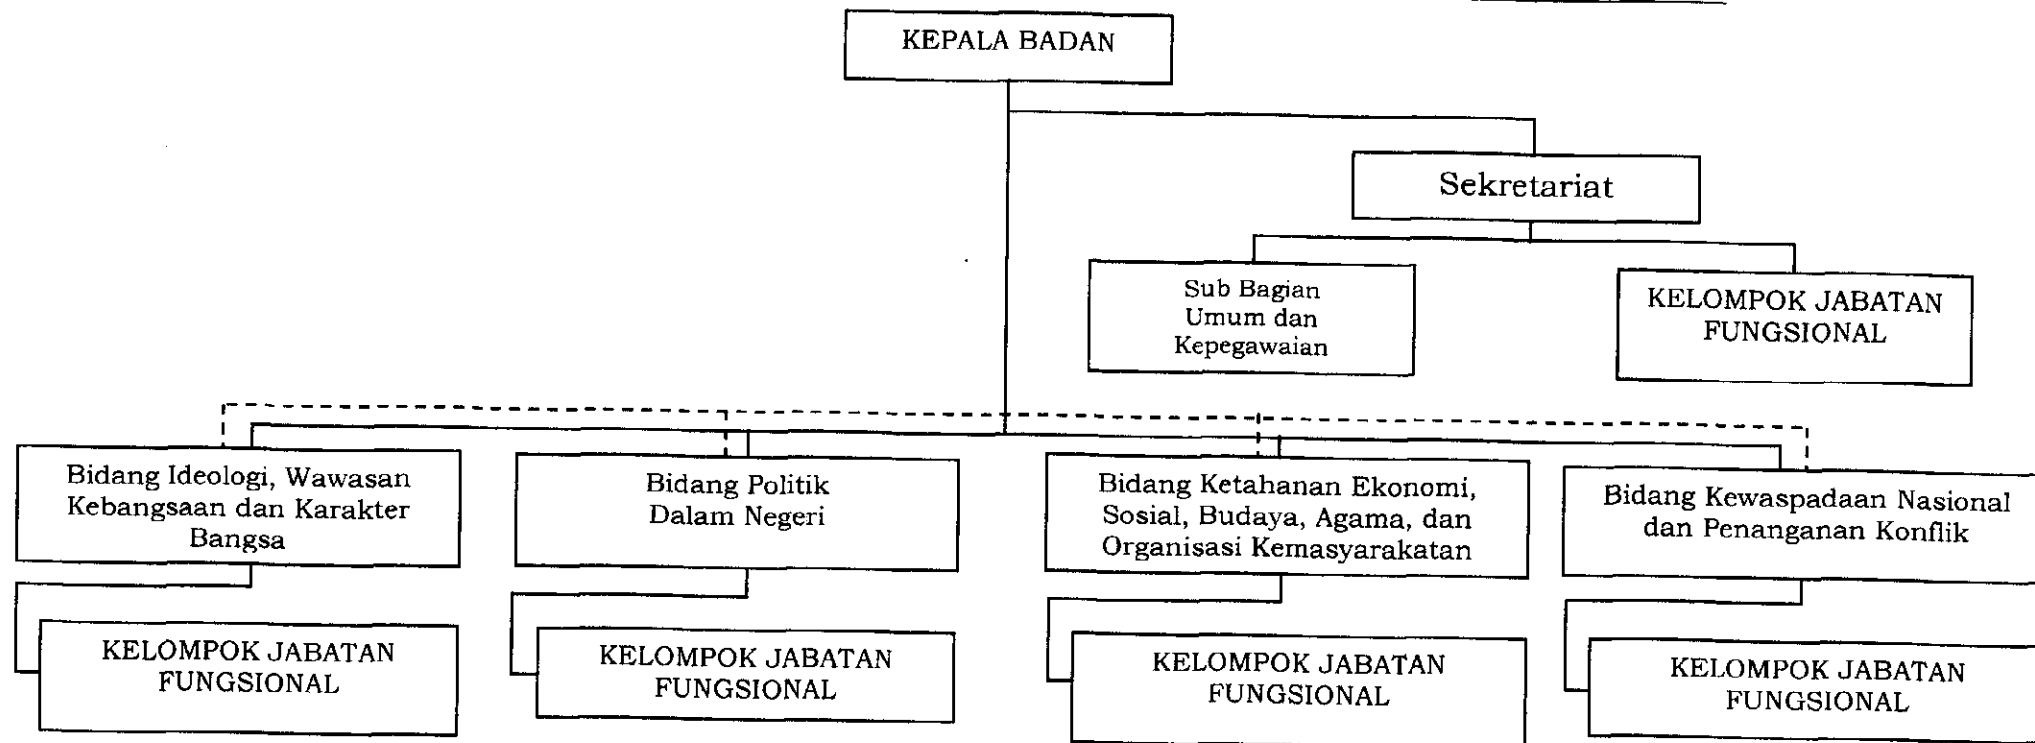 KEPALA BADAN
Sekretariat
Sub Bagian
Umum dan
Kepegawaian
KELOMPOK JABATAN
FUNGSIONAL
Bidang Ideologi, Wawasan
Kebangsaan dan Karakter
Bangsa
Bidang Politik
Dalam Negeri
Bidang Ketahanan Ekonomi,
Sosial, Budaya, Agama, dan
Organisasi Kemasyarakatan
Bidang Kewaspadaan Nasional
dan Penanganan Konflik
KELOMPOK JABATAN
FUNGSIONAL
KELOMPOK JABATAN
FUNGSIONAL
KELOMPOK JABATAN
FUNGSIONAL
KELOMPOK JABATAN
FUNGSIONAL